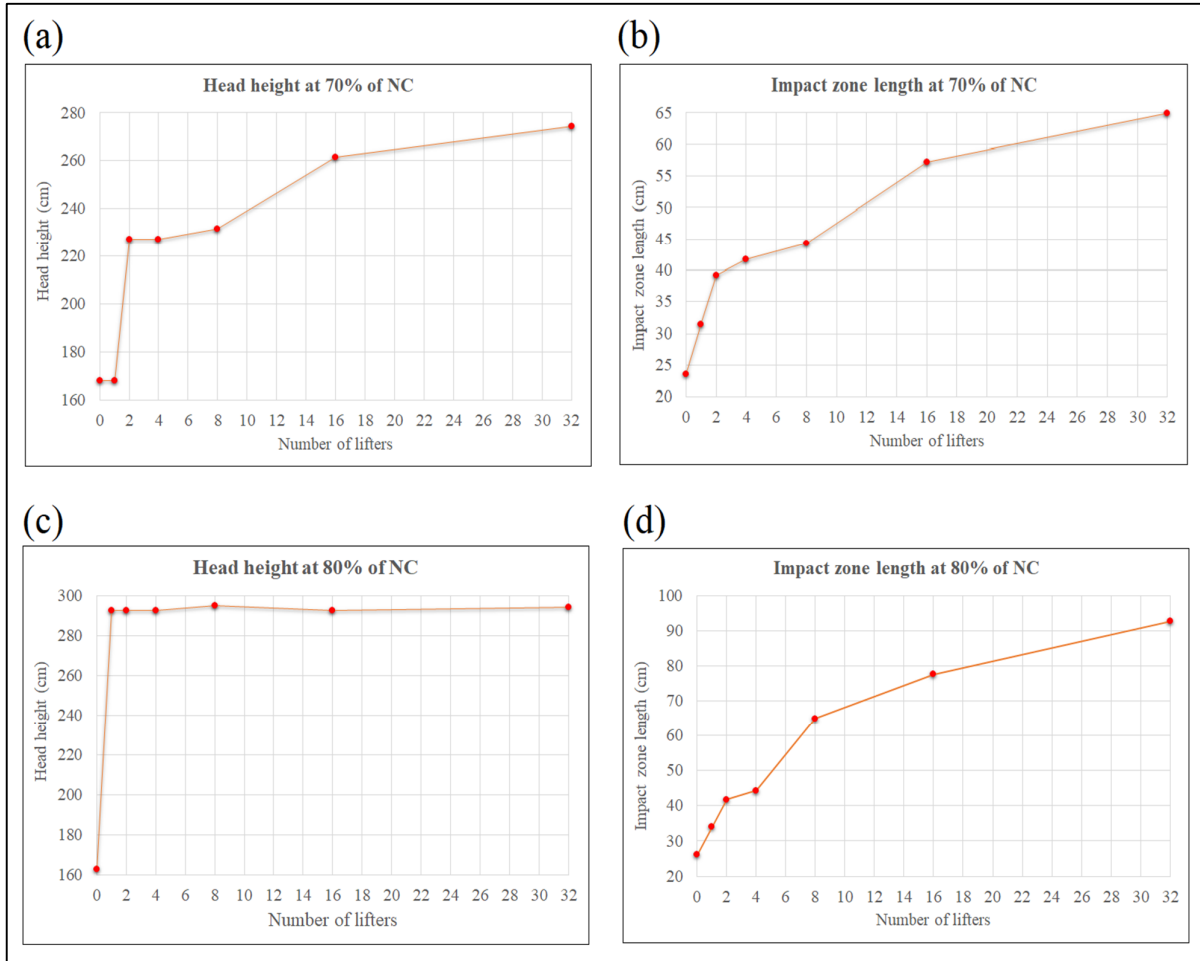 (a)
Head height at 70% of NC
Head height (cm)
280
260
240
220
200
180
160
0 2 4 6 8 10 12 14 16 18 20 22 24 26 28 30 32
Number of lifters
(b)
Impact zone length at 70% of NC
Impact zone length (cm)
65
60
55
50
45
40
35
30
25
20
0 2 4 6 8 10 12 14 16 18 20 22 24 26 28 30 32
Number of lifters
(c)
Head height at 80% of NC
Head height (cm)
300
280
260
240
220
200
180
160
0 2 4 6 8 10 12 14 16 18 20 22 24 26 28 30 32
Number of lifters
(d)
Impact zone length at 80% of NC
Impact zone length (cm)
100
90
80
70
60
50
40
30
20
0 2 4 6 8 10 12 14 16 18 20 22 24 26 28 30 32
Number of lifters